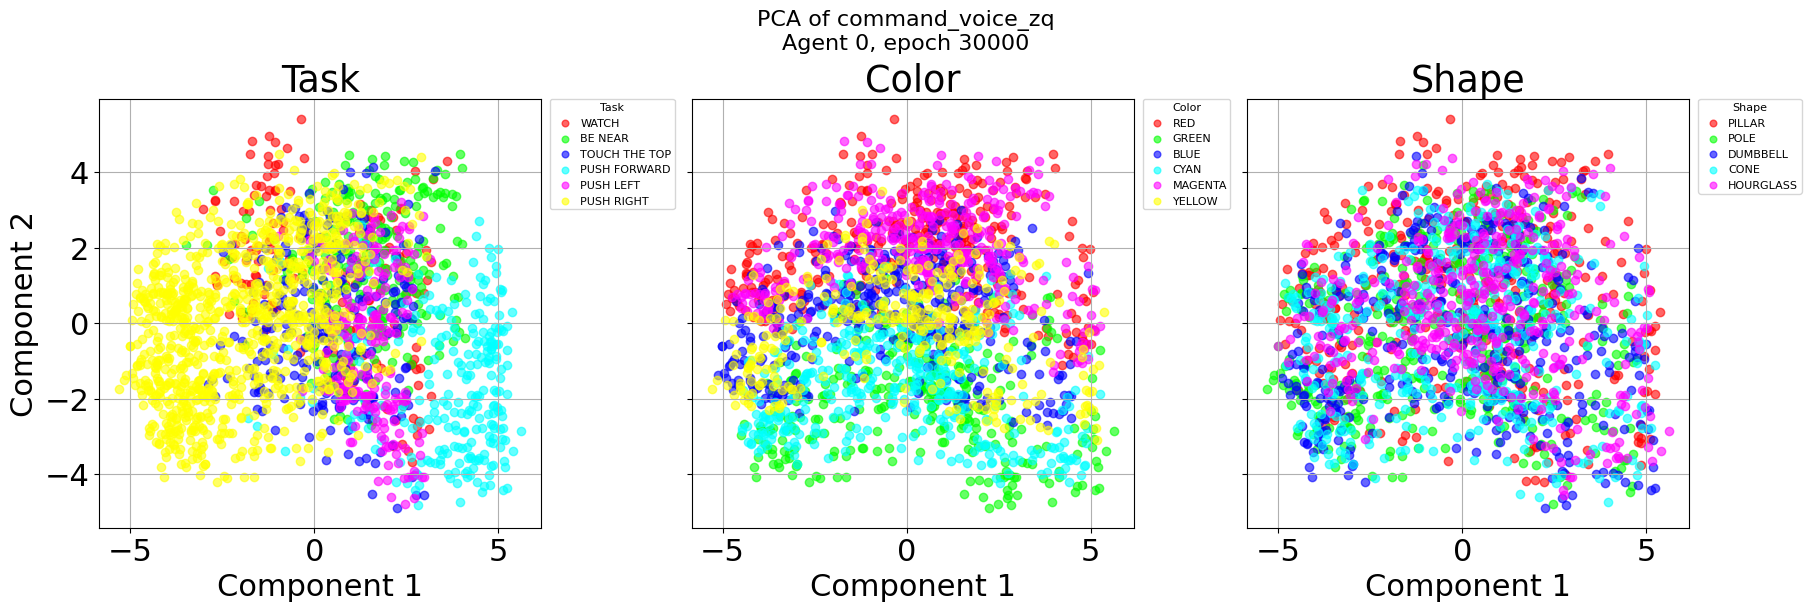 PCA of command_voice_zq
Agent 0, epoch 30000
Task
Color
Shape
Component 2
4
2
0
−2
−4
−5 0 5
Component 1
−5 0 5
Component 1
−5 0 5
Component 1
Task
WATCH
BE NEAR
TOUCH THE TOP
PUSH FORWARD
PUSH LEFT
PUSH RIGHT
Color
RED
GREEN
BLUE
CYAN
MAGENTA
YELLOW
Shape
PILLAR
POLE
DUMBBELL
CONE
HOURGLASS